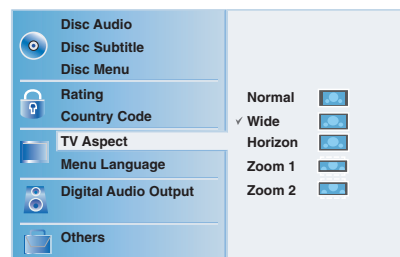 Disc Audio
Disc Subtitle
Disc Menu
Rating
Country Code
TV Aspect
Menu Language
Digital Audio Output
Others
Normal
✓ Wide
Horizon
Zoom 1
Zoom 2